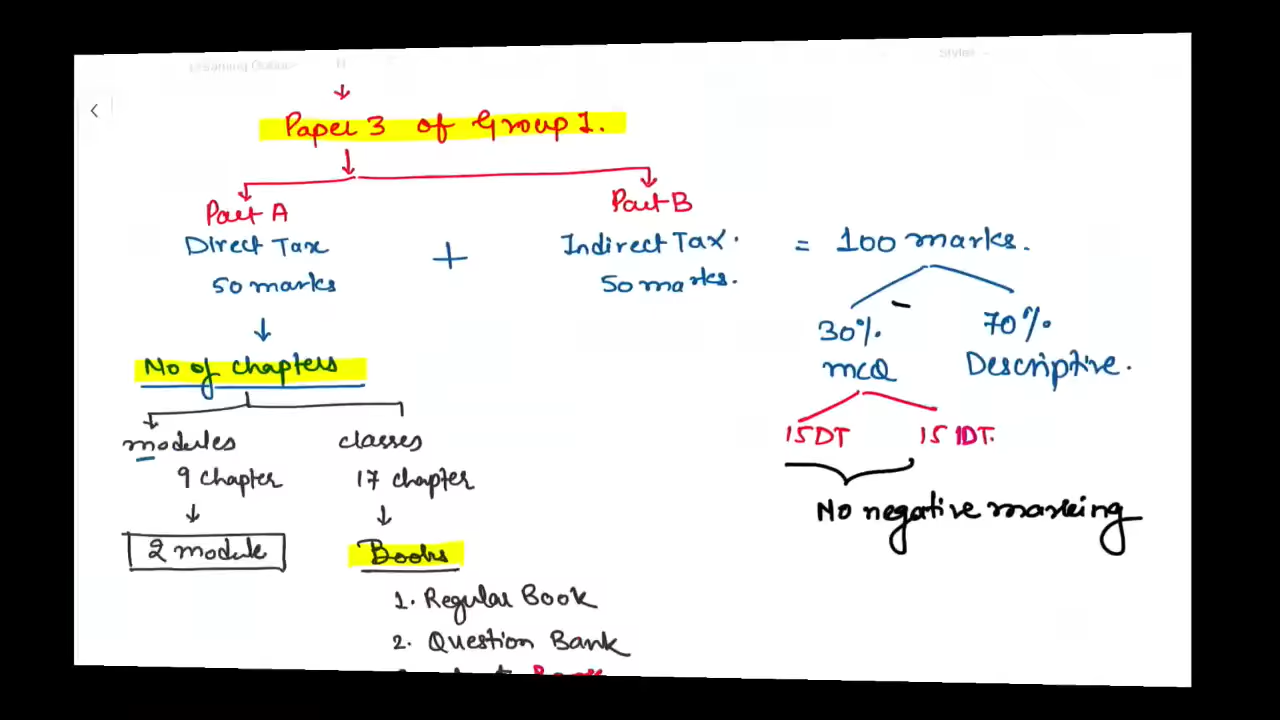 Paper 3 of Group 1.
Part A
Part B
Direct Tax + Indirect Tax. = 100 marks.
50 marks
50 marks.
30% 70%.
No of chapters
mcQ Descriptive.
modules classes
15 DT 15 IDT.
9 chapter 17 chapter
No negative marking
2 module
Books
1. Regular Book
2. Question Bank